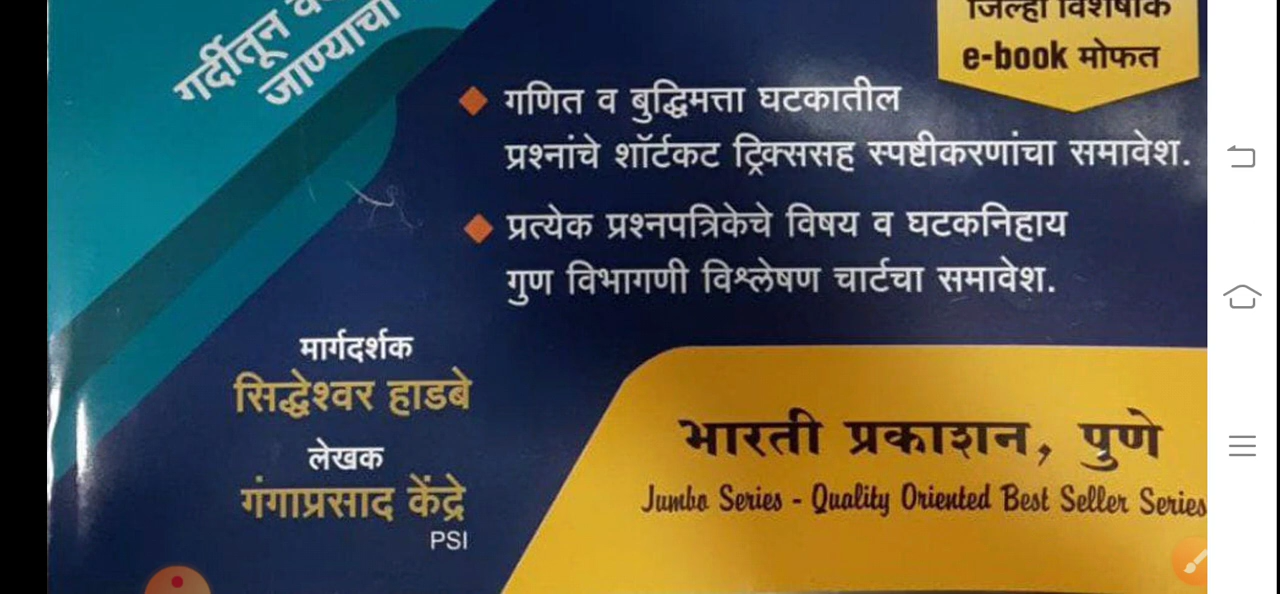 गर्दीतून
जाण्याचा
जिल्हा विशेषांक
e-book मोफत
गणित व बुद्धिमत्ता घटकातील
प्रश्नांचे शॉर्टकट ट्रिक्ससह स्पष्टीकरणांचा समावेश.
प्रत्येक प्रश्नपत्रिकेचे विषय व घटकनिहाय
गुण विभागणी विश्लेषण चार्टचा समावेश.
मार्गदर्शक
सिद्धेश्वर हाडबे
लेखक
गंगाप्रसाद केंद्रे
PSI
भारती प्रकाशन, पुणे
Jumbo Series - Quality Oriented Best Seller Series